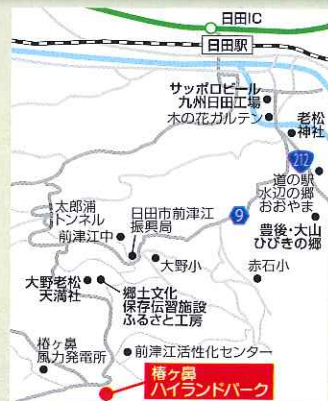 日田IC
日田駅
サッポロビール
九州日田工場
木の花ガルテン
老松
神社
212
道の駅
水辺の郷
おおやま
太郎浦
トンネル
日田市前津江
振興局
9
豊後・大山
ひびきの郷
前津江中
大野小
赤石小
大野老松
天満社
郷土文化
保存伝習施設
ふるさと工房
椿ヶ鼻
風力発電所
前津江活性化センター
椿ヶ鼻
ハイランドパーク